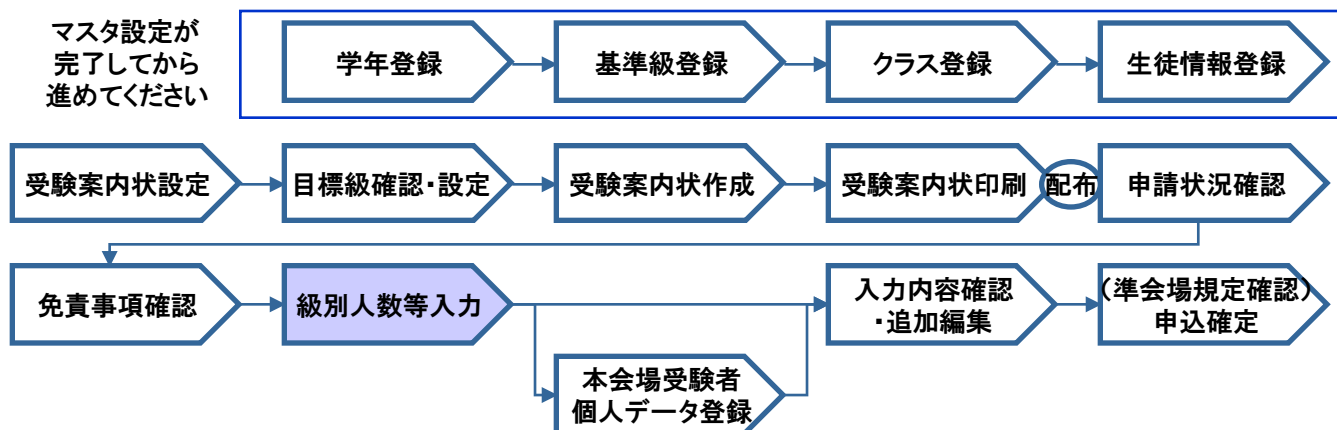 マスタ設定が
完了してから
進めてください
学年登録
基準級登録
クラス登録
生徒情報登録
受験案内状設定
目標級確認・設定
受験案内状作成
受験案内状印刷
配布
申請状況確認
免責事項確認
級別人数等入力
本会場受験者
個人データ登録
入力内容確認
・追加編集
（準会場規定確認）
申込確定